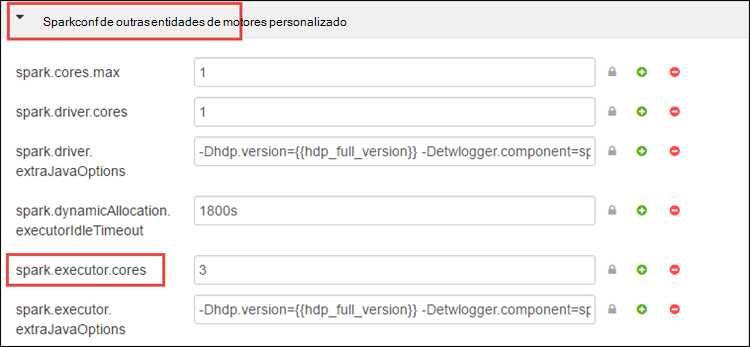 Sparkconf de outras entidades de motores personalizado
spark.cores.max 1
spark.driver.cores 1
spark.driver.
extraJavaOptions -Dhdp.version={{hdp_full_version}} -Detwlogger.component=sp
spark.dynamicAllocation.
executorIdleTimeout 1800s
spark.executor.cores 3
spark.executor.
extraJavaOptions -Dhdp.version={{hdp_full_version}} -Detwlogger.component=sp